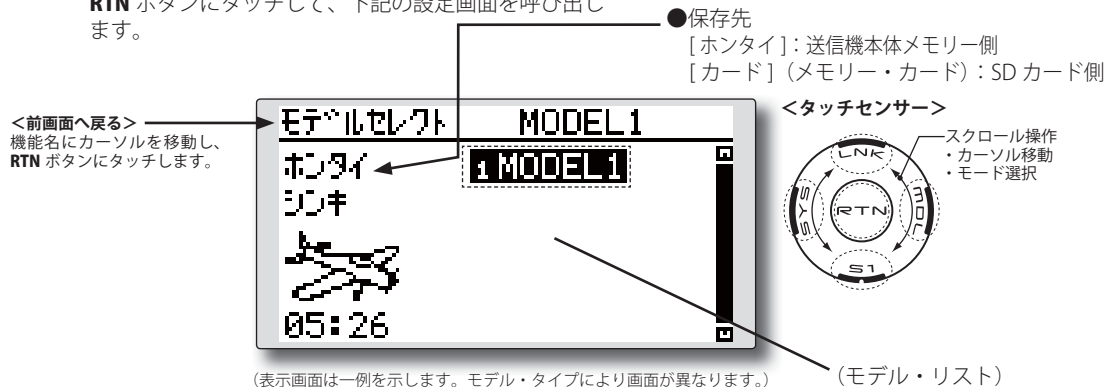 RTN ボタンにタッチして、下記の設定画面を呼び出し
ます。
●保存先
[ ホンタイ ]：送信機本体メモリー側
[ カード ]（メモリー・カード）：SD カード側
＜前画面へ戻る＞
機能名にカーソルを移動し、
RTN ボタンにタッチします。
モデルセレクト MODEL1
ホンタイ
1 MODEL1
シンキ
05:26
＜タッチセンサー＞
スクロール操作
・カーソル移動
・モード選択
LNK
SYS
RTN
MDL
S1
（表示画面は一例を示します。モデル・タイプにより画面が異なります。）
（モデル・リスト）